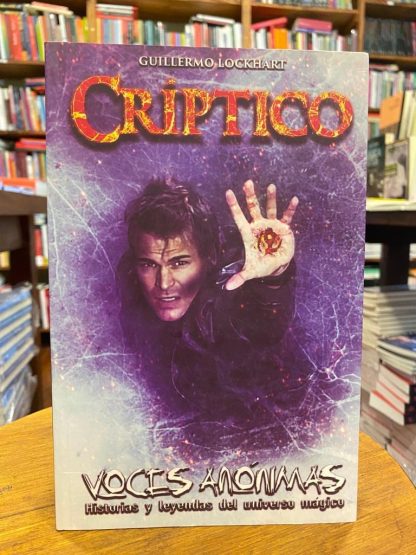 GUILLERMO LOCKHART
CRÍPTICO
VOCES ANÓNIMAS
Historias y leyendas del universo mágico